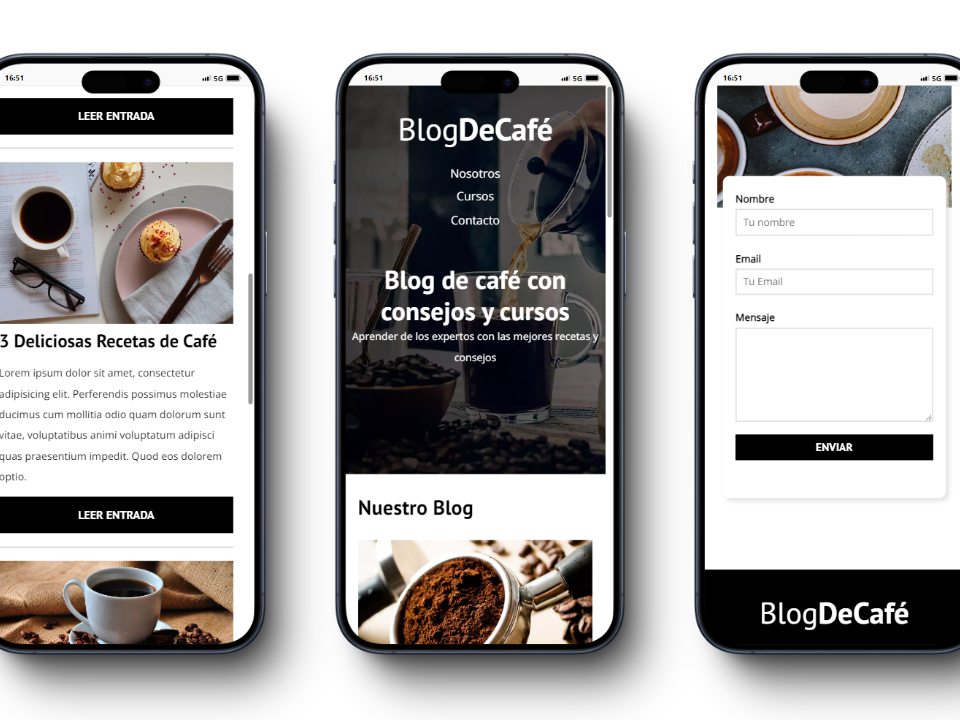 16:51
5G
LEER ENTRADA
3 Deliciosas Recetas de Café
Lorem ipsum dolor sit amet, consectetur
adipisicing elit. Perferendis possimus molestiae
ducimus cum mollitia odio quam dolorum sunt
vitae, voluptatibus animi voluptatum adipisci
quas praesentium impedit. Quod eos dolorem
optio.
LEER ENTRADA
16:51
5G
BlogDeCafé
Nosotros
Cursos
Contacto
Blog de café con
consejos y cursos
Aprender de los expertos con las mejores recetas y
consejos
Nuestro Blog
16:51
5G
Nombre
Tu nombre
Email
Tu Email
Mensaje
ENVIAR
BlogDeCafé